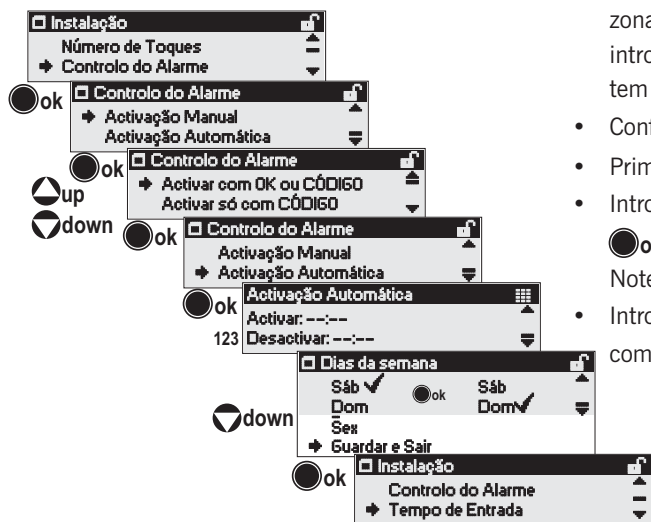 Instalação
Número de Toques
Controlo do Alarme
ok
Controlo do Alarme
Activação Manual
Activação Automática
ok
Controlo do Alarme
Activar com OK ou CÓDIGO
Activar só com CÓDIGO
up
down
ok
Controlo do Alarme
Activação Manual
Activação Automática
ok
Activação Automática
Activar: --:--
123 Desactivar: --:--
Dias da semana
Sáb ok Sáb
Dom Dom
down
Sex
Guardar e Sair
ok
Instalação
Controlo do Alarme
Tempo de Entrada
zona
intro
tem
• Conf
• Prim
• Intro
Note
• Intro
com